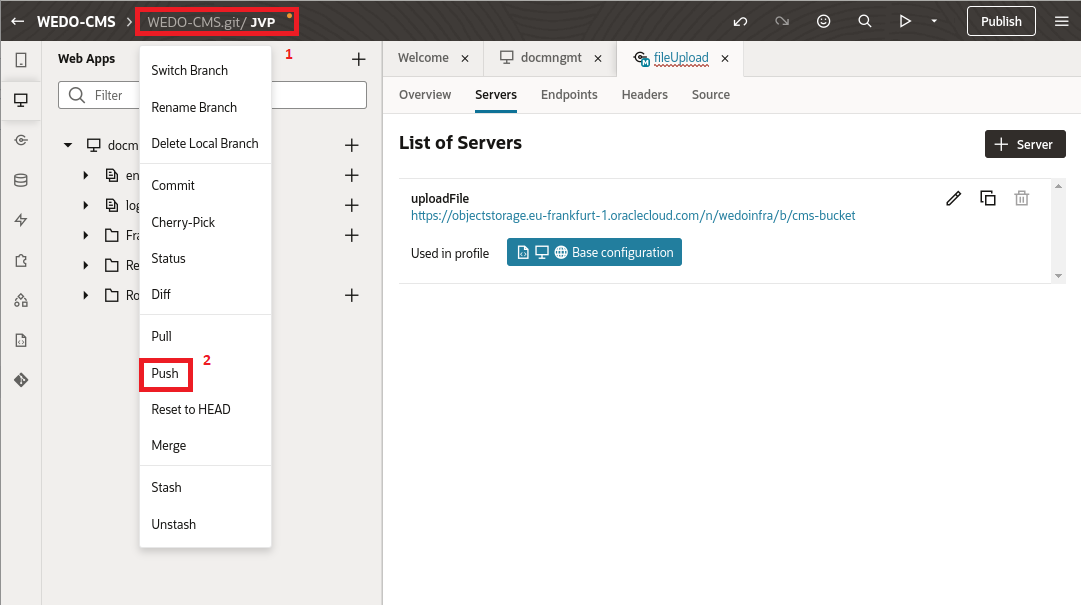 WEDO-CMS > WEDO-CMS.git/ JVP
Publish
1
Web Apps
Filter
docm
en
log
Fra
Re
Ro
Switch Branch
Rename Branch
Delete Local Branch
Commit
Cherry-Pick
Status
Diff
Pull
Push
2
Reset to HEAD
Merge
Stash
Unstash
Welcome
docmngmt
fileUpload
Overview
Servers
Endpoints
Headers
Source
List of Servers
Server
uploadFile
https://objectstorage.eu-frankfurt-1.oraclecloud.com/n/wedoinfra/b/cms-bucket
Used in profile
Base configuration